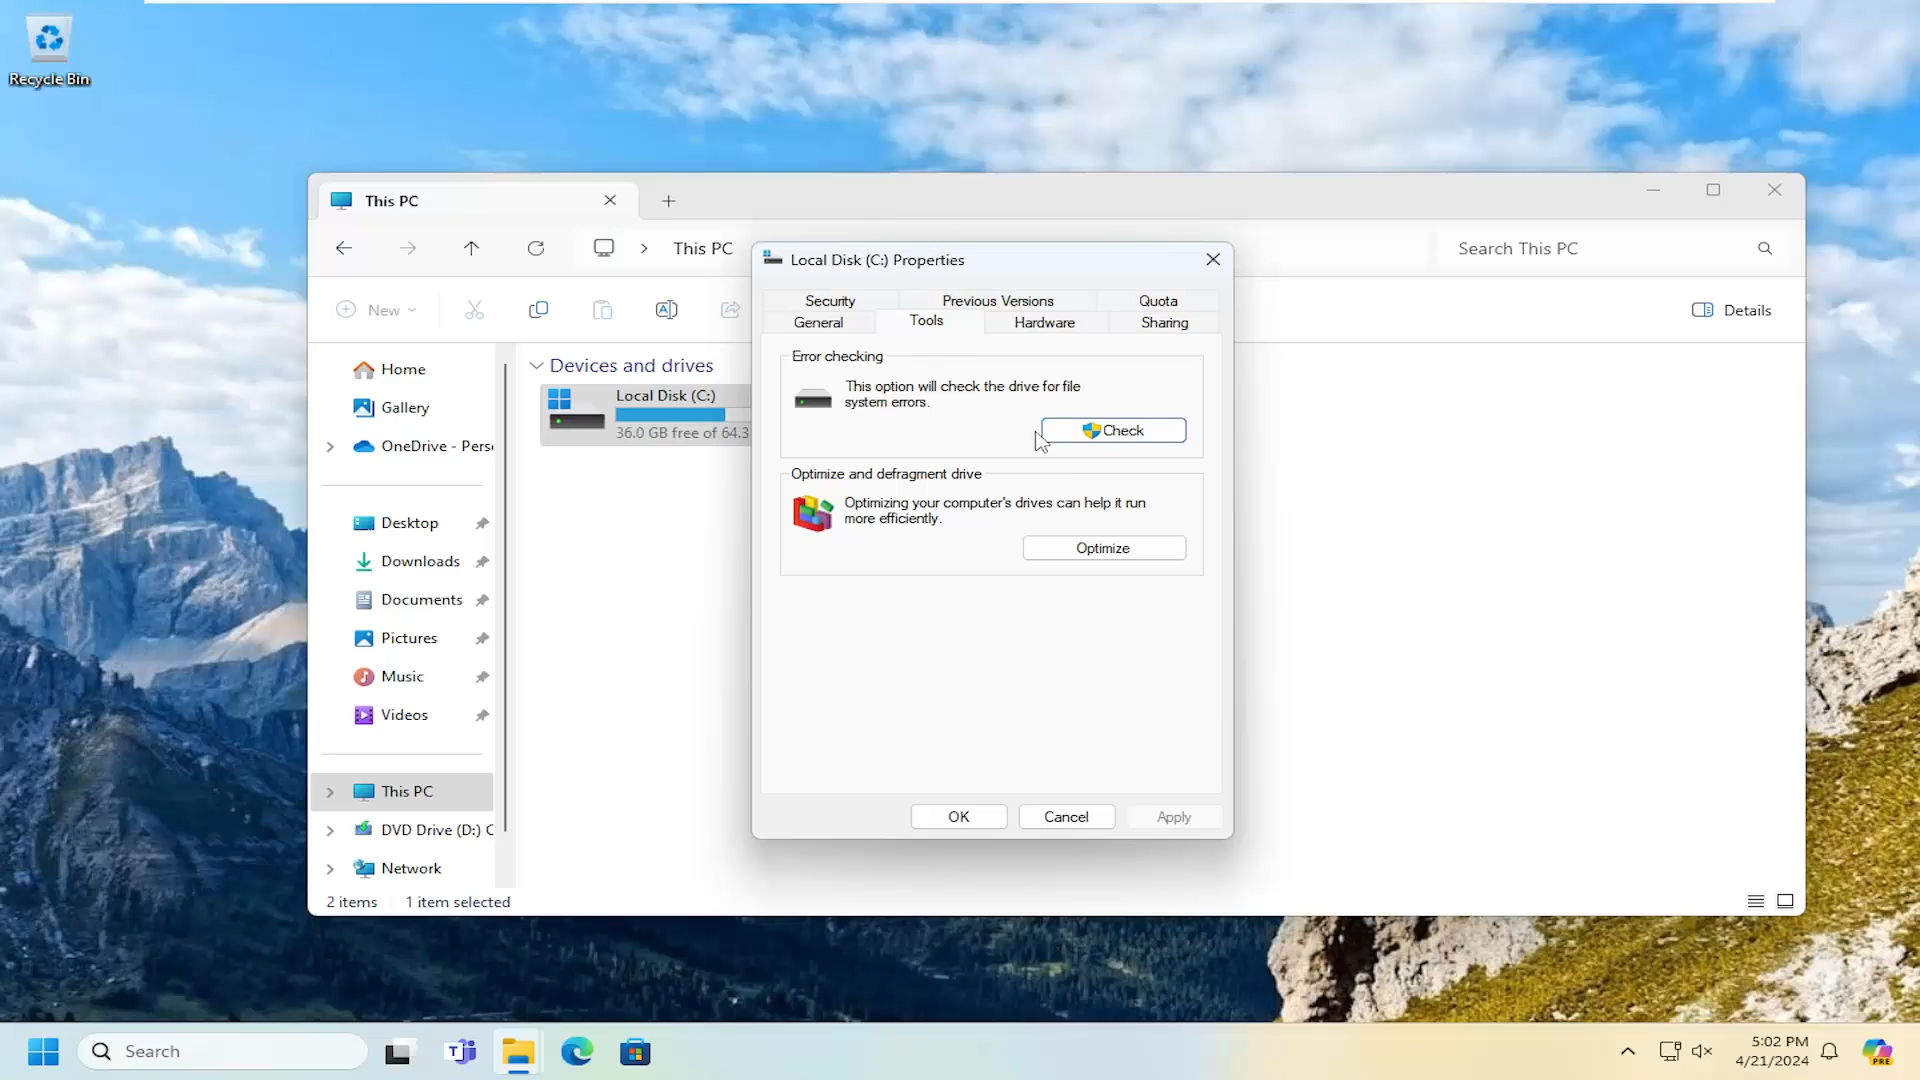 Recycle Bin
This PC
This PC
Search This PC
New
Details
Home
Gallery
OneDrive - Pers
Desktop
Downloads
Documents
Pictures
Music
Videos
This PC
DVD Drive (D:) C
Network
Devices and drives
Local Disk (C:)
36.0 GB free of 64.3
2 items
1 item selected
Local Disk (C:) Properties
Security
Previous Versions
Quota
General
Tools
Hardware
Sharing
Error checking
This option will check the drive for file
system errors.
Check
Optimize and defragment drive
Optimizing your computer's drives can help it run
more efficiently.
Optimize
OK
Cancel
Apply
Search
5:02 PM
4/21/2024
PRE